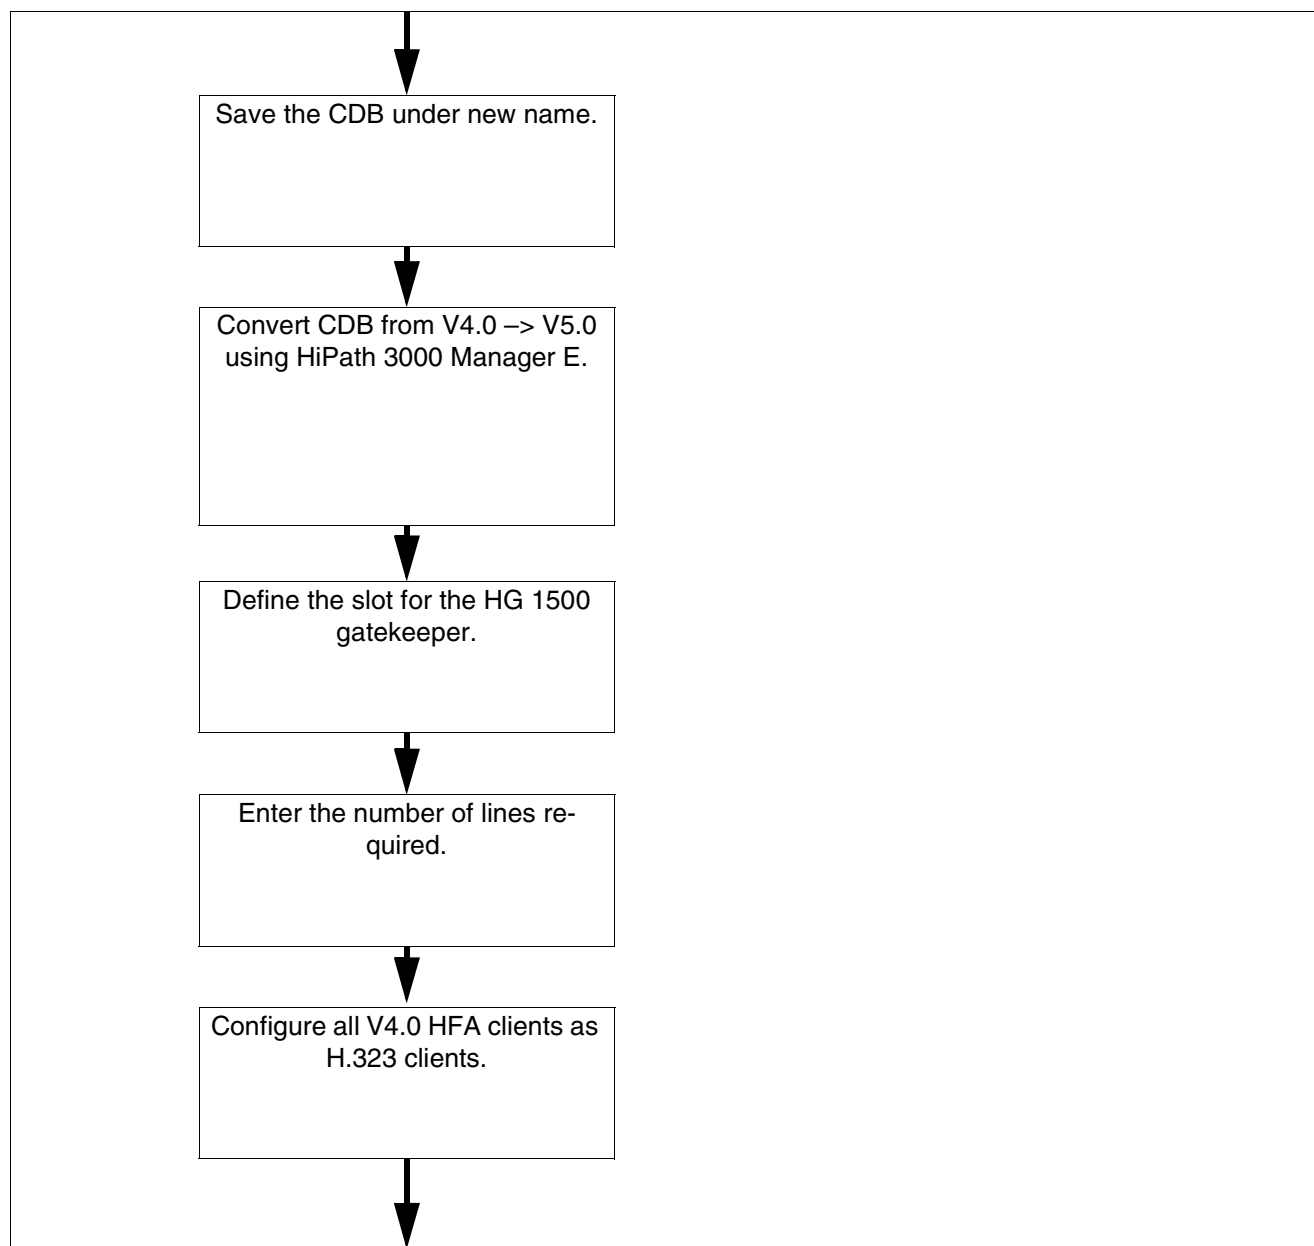 Save the CDB under new name.
Convert CDB from V4.0 –> V5.0
using HiPath 3000 Manager E.
Define the slot for the HG 1500
gatekeeper.
Enter the number of lines re-
quired.
Configure all V4.0 HFA clients as
H.323 clients.